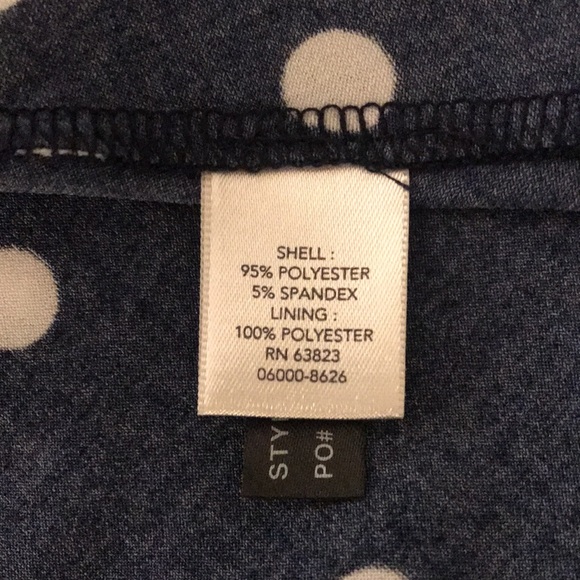 SHELL :
95% POLYESTER
5% SPANDEX
LINING :
100% POLYESTER
RN 63823
06000-8626
STY
PO#